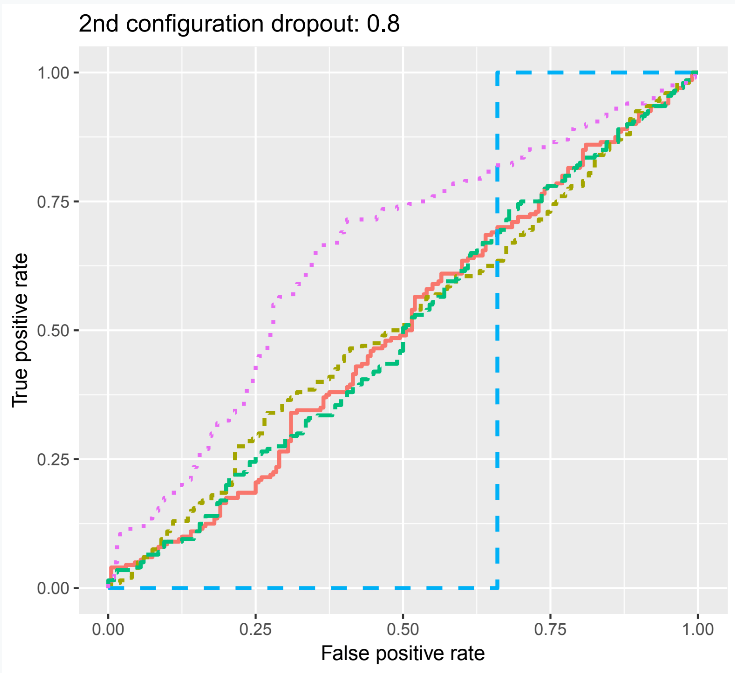 2nd configuration dropout: 0.8
1.00
0.75
0.50
0.25
0.00
True positive rate
0.00 0.25 0.50 0.75 1.00
False positive rate